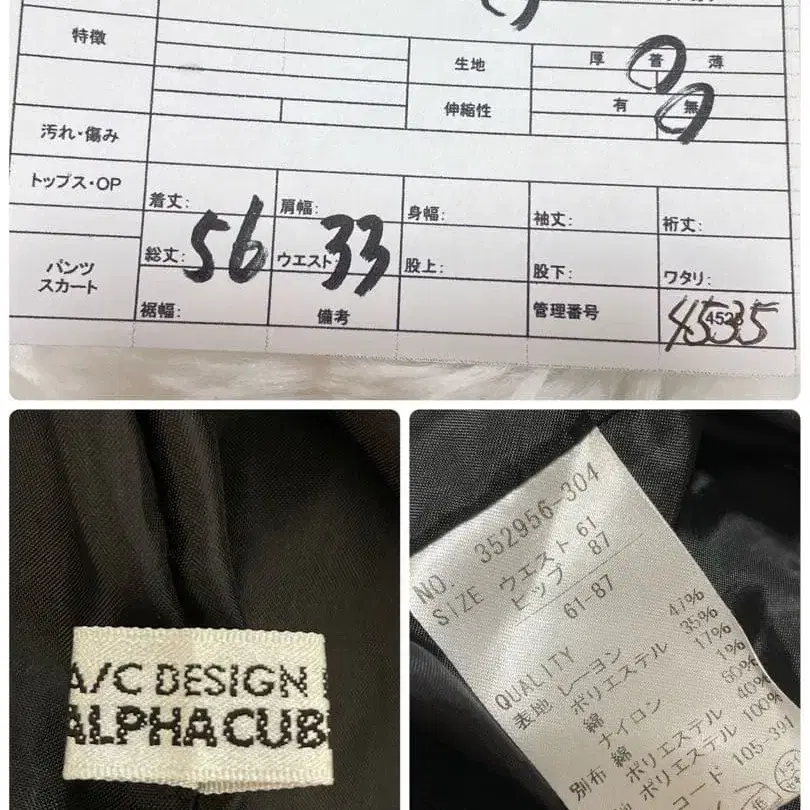 特徴
生地
厚 普 薄
伸縮性
有 無
汚れ・傷み
トップス・OP
着丈:
肩幅:
身幅:
袖丈:
裄丈:
パンツ
スカート
総丈: 56
ウエスト 33
股上:
股下:
ワタリ:
裾幅:
備考
管理番号
4535
A/C DESIGN
ALPHACUB
NO. 352956-304
SIZE ウエスト 61
ヒップ 87
61-87
QUALITY
表地 レーヨン 47%
ポリエステル 35%
綿 17%
ナイロン 1%
別布 ポリエステル 60%
綿 40%
ポリエステル 100%
コード 105-391